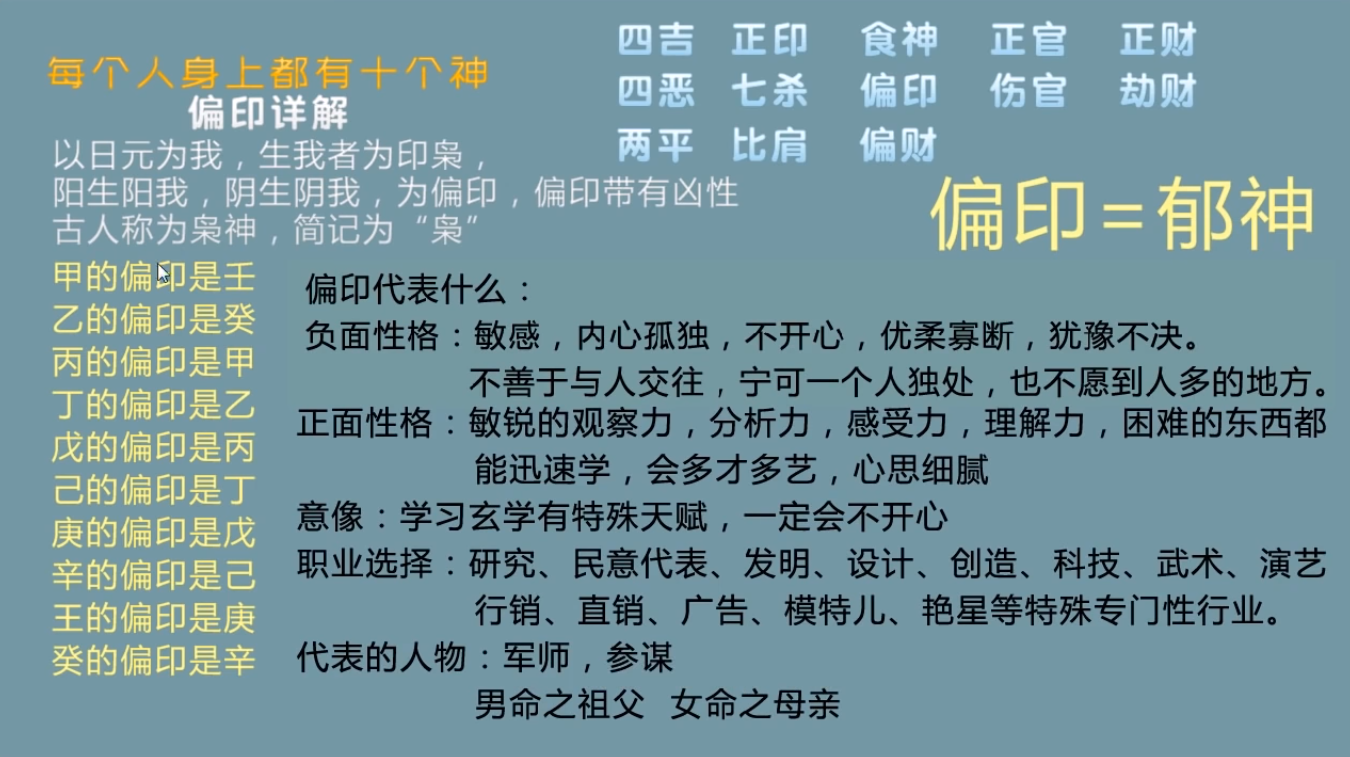 每个人身上都有十个神
偏印详解
以日元为我，生我者为印枭，
阳生阳我，阴生阴我，为偏印，偏印带有凶性
古人称为枭神，简记为“枭”
四吉 正印 食神 正官 正财
四恶 七杀 偏印 伤官 劫财
两平 比肩 偏财
偏印=郁神
甲的偏印是壬
乙的偏印是癸
丙的偏印是甲
丁的偏印是乙
戊的偏印是丙
己的偏印是丁
庚的偏印是戊
辛的偏印是己
王的偏印是庚
癸的偏印是辛
偏印代表什么：
负面性格：敏感，内心孤独，不开心，优柔寡断，犹豫不决。
不善于与人交往，宁可一个人独处，也不愿到人多的地方。
正面性格：敏锐的观察力，分析力，感受力，理解力，困难的东西都
能迅速学，会多才多艺，心思细腻
意像：学习玄学有特殊天赋，一定会不开心
职业选择：研究、民意代表、发明、设计、创造、科技、武术、演艺
行销、直销、广告、模特儿、艳星等特殊专门性行业。
代表的人物：军师，参谋
男命之祖父 女命之母亲